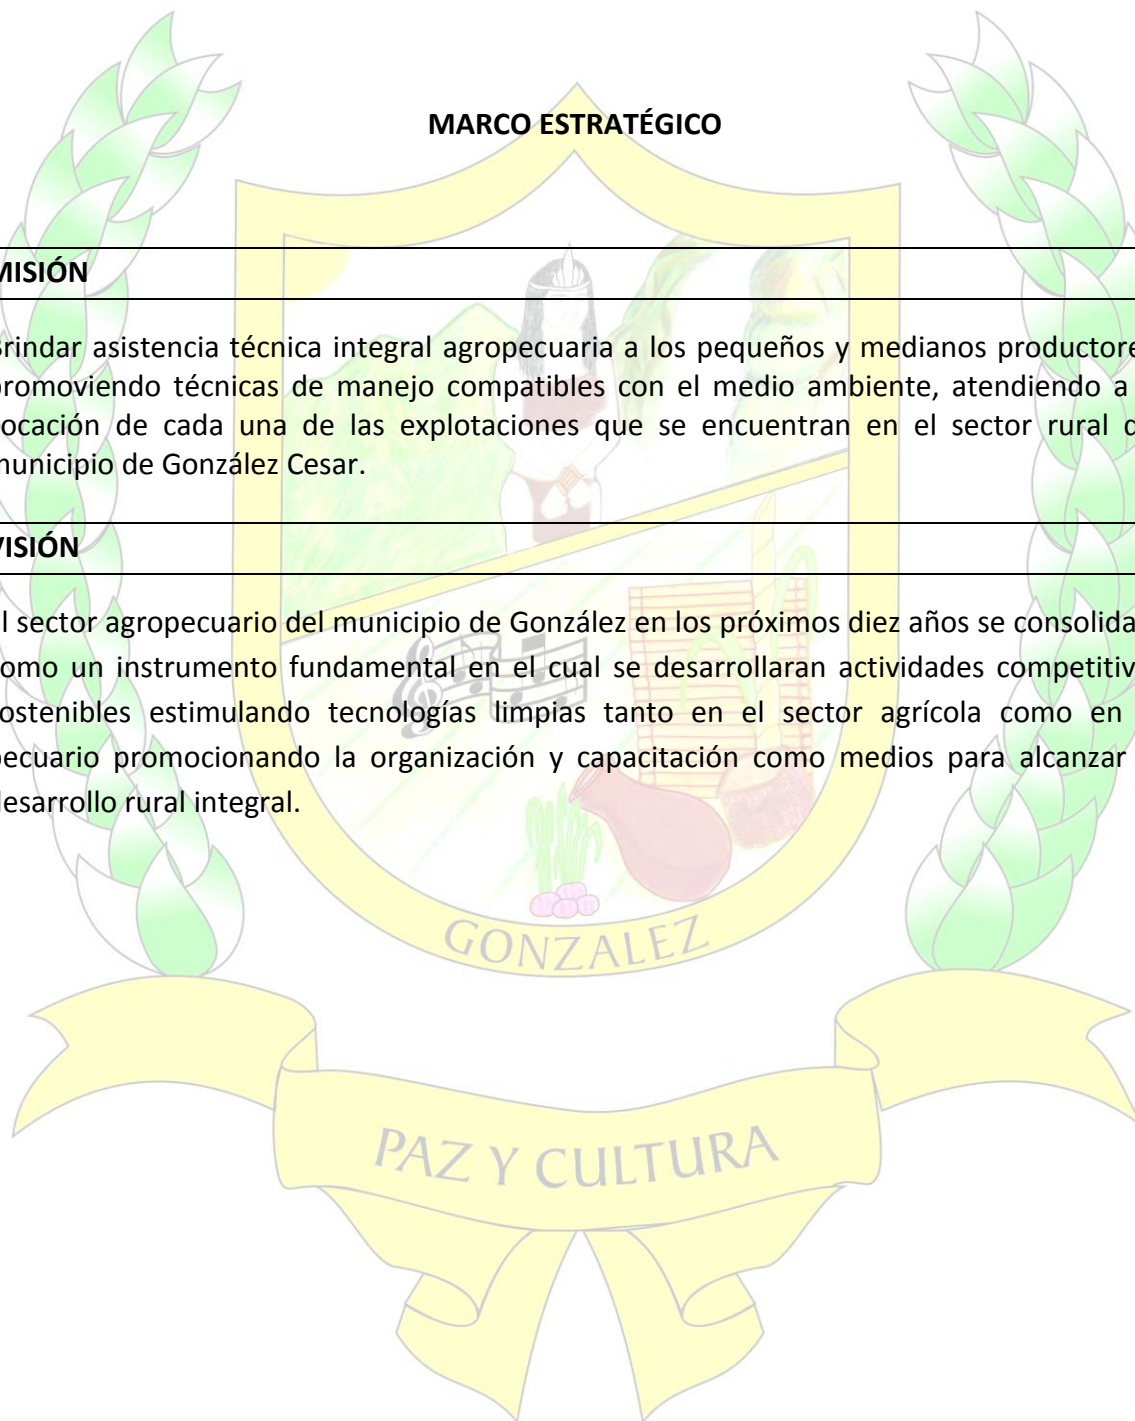 MARCO ESTRATÉGICO
MISIÓN
Brindar asistencia técnica integral agropecuaria a los pequeños y medianos productore
promoviendo técnicas de manejo compatibles con el medio ambiente, atendiendo a
vocación de cada una de las explotaciones que se encuentran en el sector rural d
municipio de González Cesar.
VISIÓN
El sector agropecuario del municipio de González en los próximos diez años se consolida
como un instrumento fundamental en el cual se desarrollaran actividades competitiv
sostenibles estimulando tecnologías limpias tanto en el sector agrícola como en
pecuario promocionando la organización y capacitación como medios para alcanzar
desarrollo rural integral.
GONZALEZ
PAZ Y CULTURA